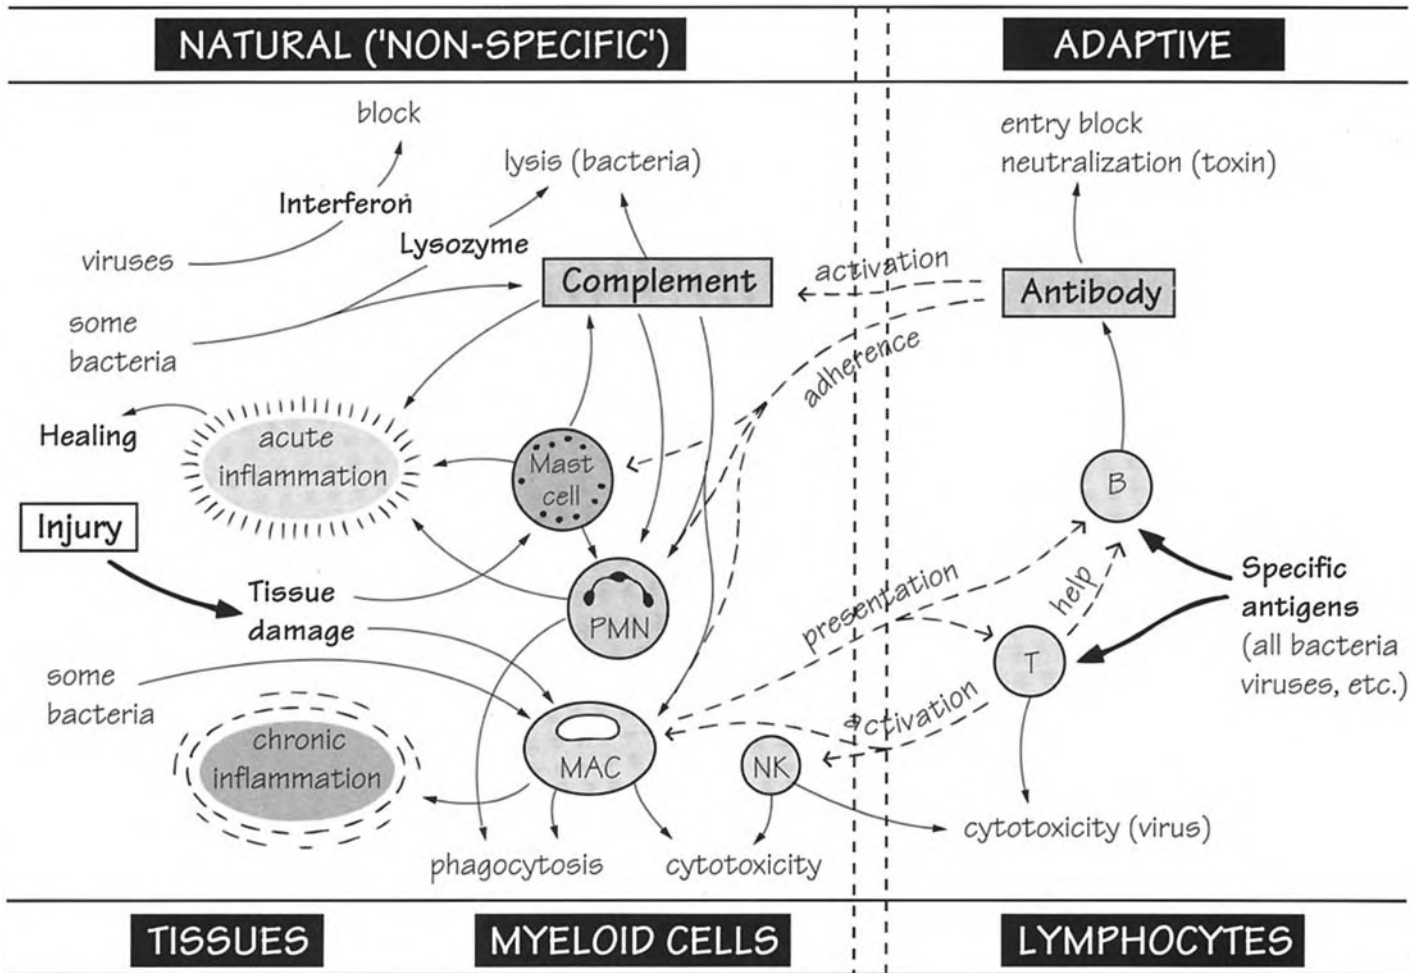 NATURAL ('NON-SPECIFIC')
ADAPTIVE
block
entry block
neutralization (toxin)
lysis (bacteria)
Interferon
Lysozyme
viruses
Complement
activation
Antibody
some
bacteria
adherence
Healing
acute
inflammation
Mast
cell
B
Injury
Specific
antigens
(all bacteria
viruses, etc.)
Tissue
damage
PMN
presentation
help
T
some
bacteria
activation
chronic
inflammation
MAC
NK
cytotoxicity (virus)
phagocytosis
cytotoxicity
TISSUES
MYELOID CELLS
LYMPHOCYTES